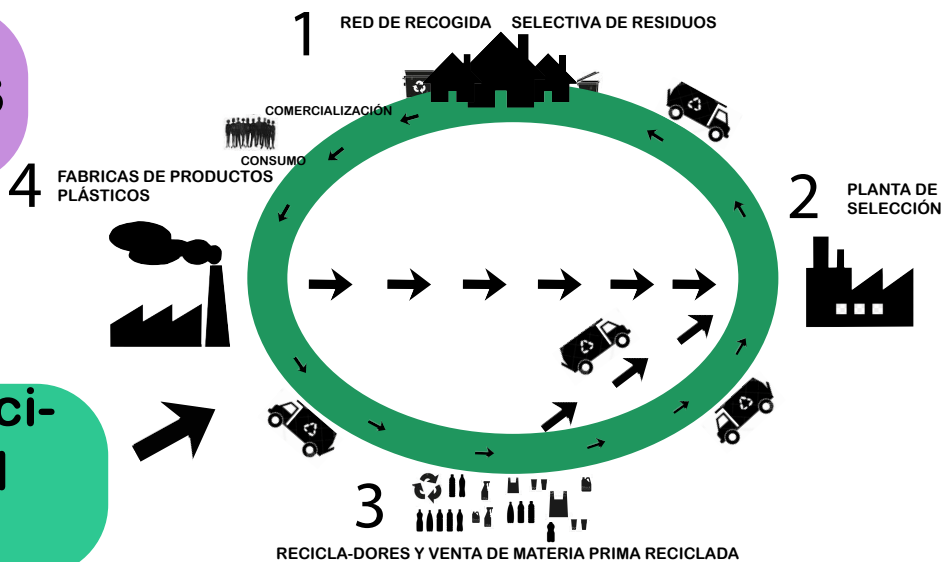 1
RED DE RECOGIDA SELECTIVA DE RESIDUOS
COMERCIALIZACIÓN
CONSUMO
4
FABRICAS DE PRODUCTOS
PLÁSTICOS
2
PLANTA DE
SELECCIÓN
ci-
3
RECICLA-DORES Y VENTA DE MATERIA PRIMA RECICLADA